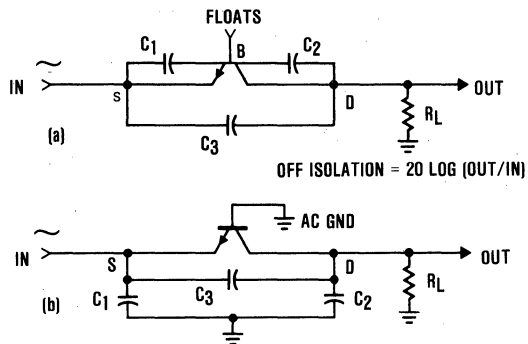 FLOATS
C1 B C2
IN S D OUT
(a) C3 RL
OFF ISOLATION = 20 LOG (OUT/IN)
AC GND
IN S D OUT
(b) C1 C3 C2 RL